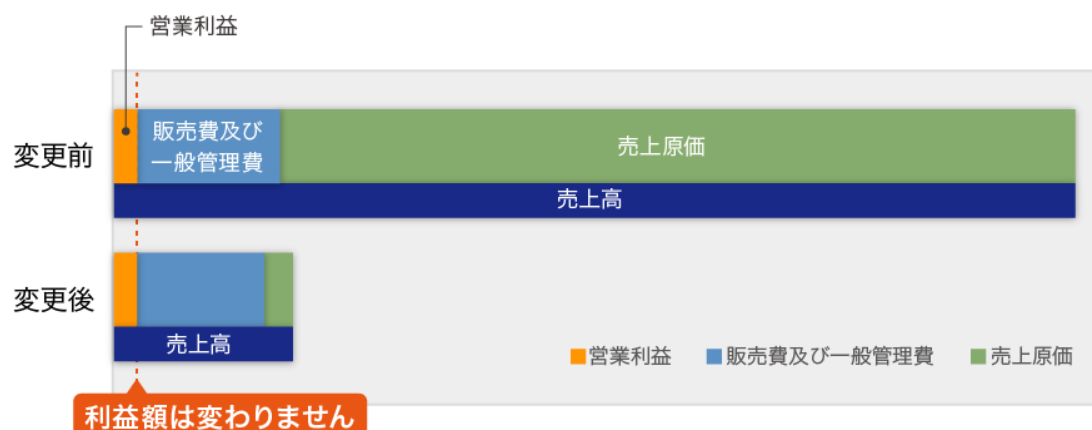 営業利益
変更前
販売費及び
一般管理費
売上原価
売上高
変更後
売上高
営業利益
販売費及び一般管理費
売上原価
利益額は変わりません